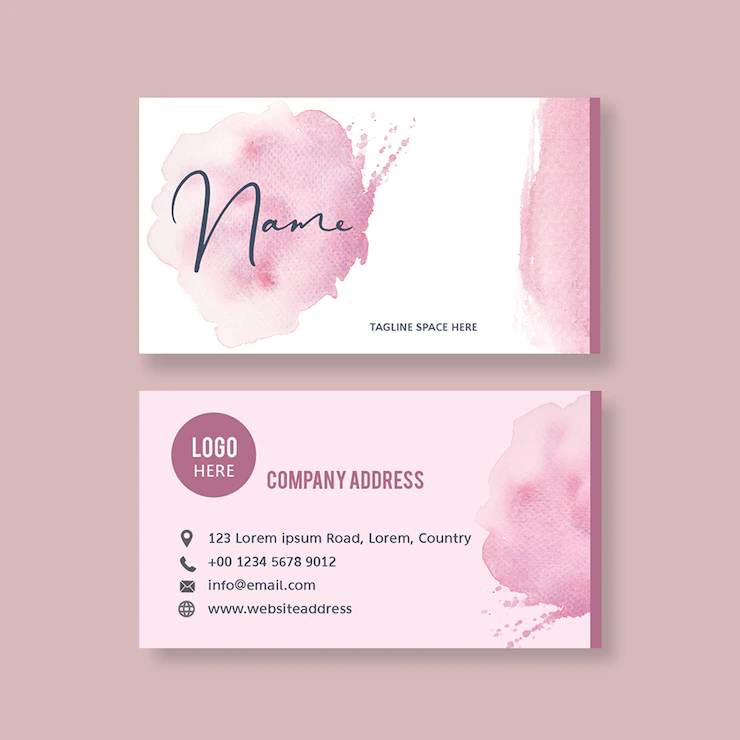 Name
TAGLINE SPACE HERE
LOGO
HERE
COMPANY ADDRESS
123 Lorem ipsum Road, Lorem, Country
+00 1234 5678 9012
info@email.com
www.websiteaddress